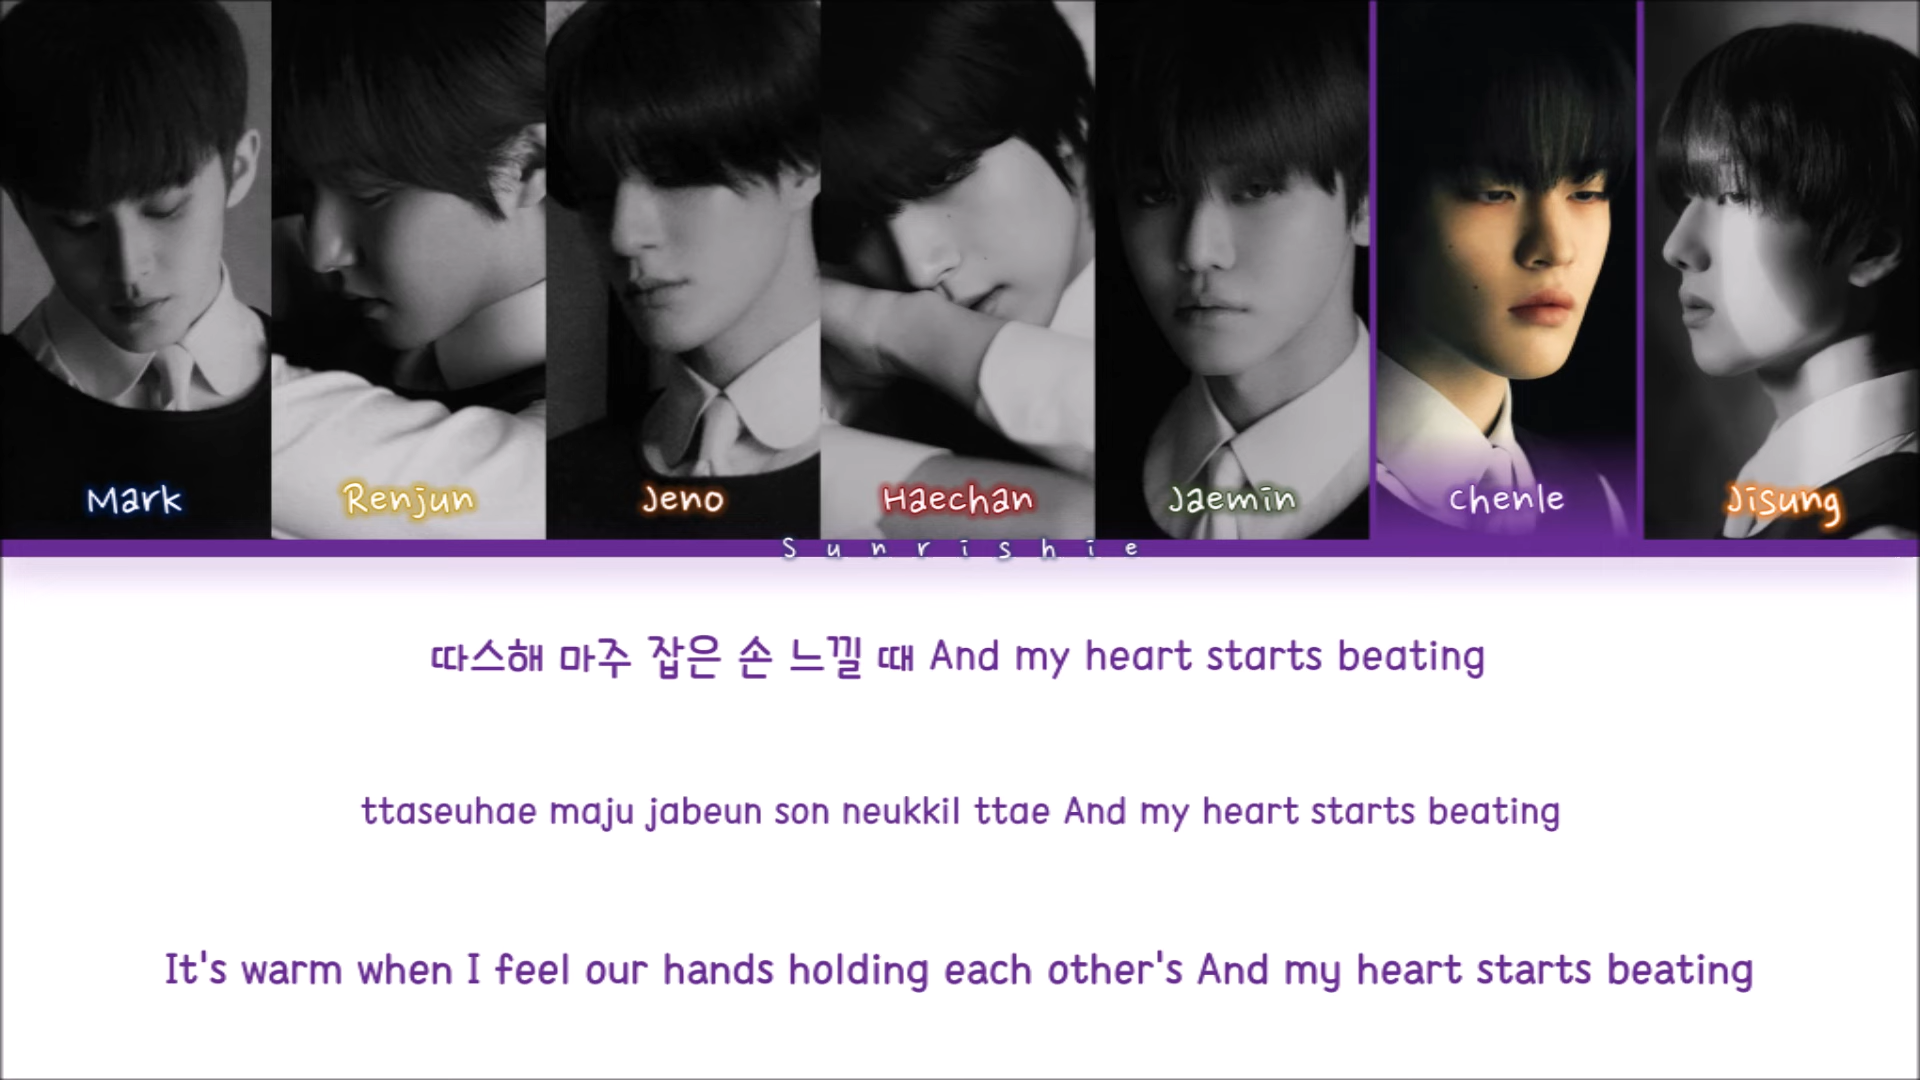 Mark Renjun Jeno Haechan Jaemin Chenle Jisung
Sunrishie
따스해 마주 잡은 손 느낄 때 And my heart starts beating
ttaseuhae maju jabeun son neukkil ttae And my heart starts beating
It's warm when I feel our hands holding each other's And my heart starts beating